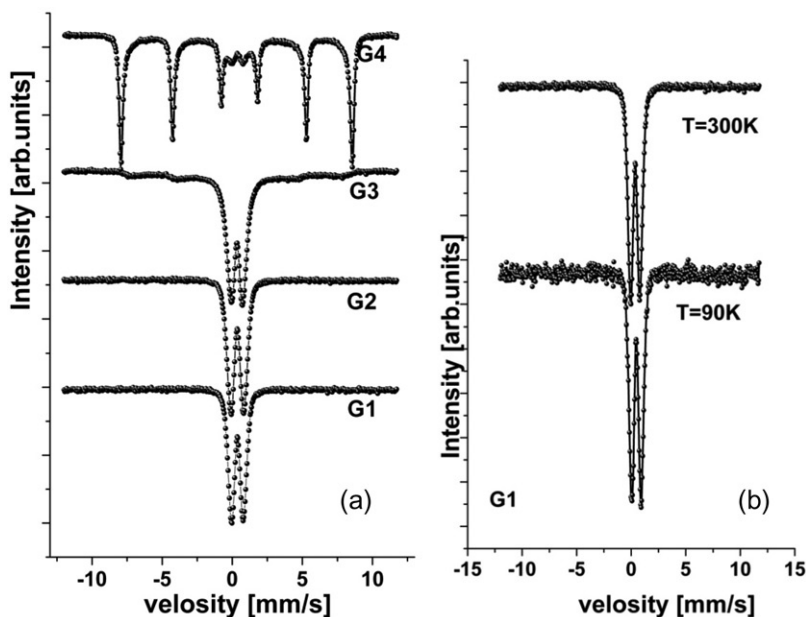 Intensity [arb.units]
G4
G3
G2
G1
(a)
-10 -5 0 5 10
velosity [mm/s]
Intensity [arb.units]
T=300K
T=90K
G1
(b)
-15 -10 -5 0 5 10 15
velosity [mm/s]